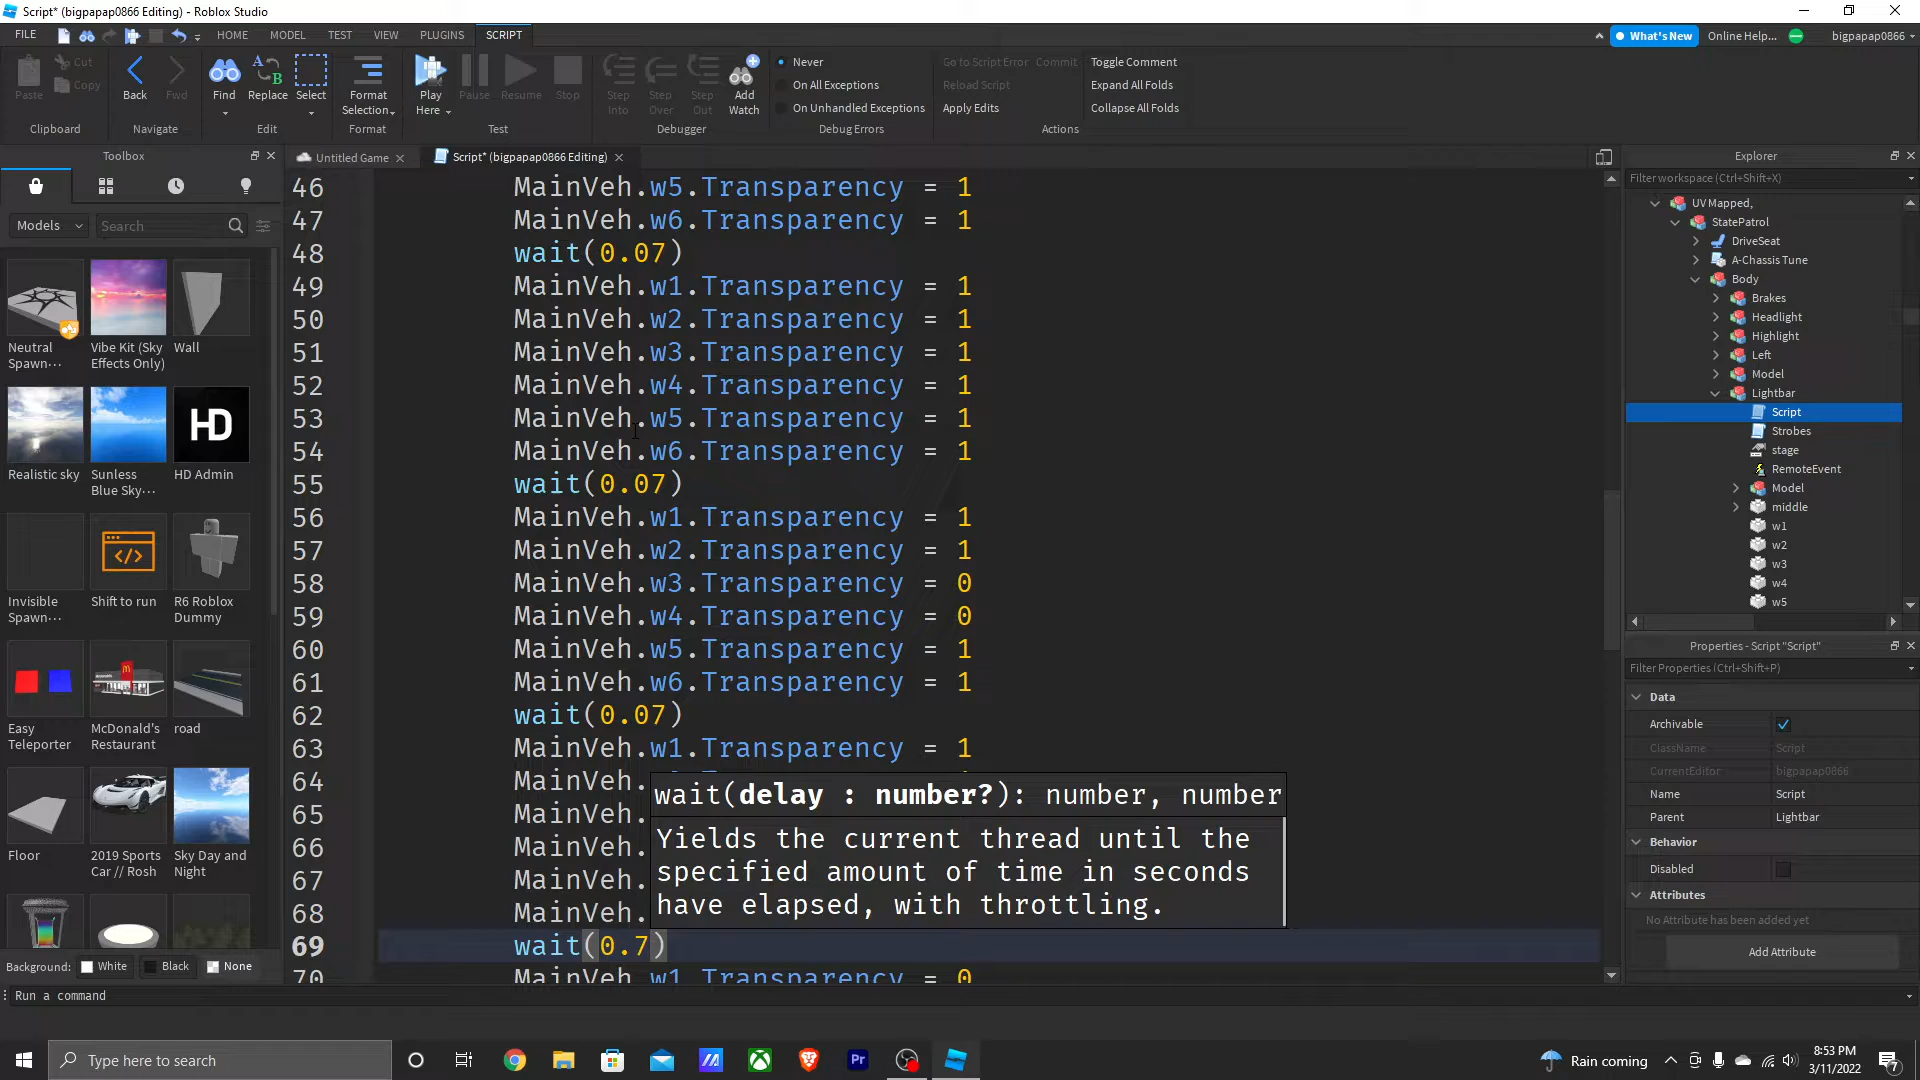 Script* (bigpapap0866 Editing) - Roblox Studio
FILE HOME MODEL TEST VIEW PLUGINS SCRIPT
What's New Online Help... bigpapap0866
Paste Cut Copy Back Fwd Find Replace Select Format Selection Play Here Pause Resume Stop Step Into Step Over Step Out Add Watch
Never
On All Exceptions
On Unhandled Exceptions
Go to Script Error Commit
Reload Script
Apply Edits
Toggle Comment
Expand All Folds
Collapse All Folds
Clipboard Navigate Edit Format Test Debugger Debug Errors Actions
Toolbox
Models Search
Neutral Spawn...
Vibe Kit (Sky Effects Only)
Wall
Realistic sky
Sunless Blue Sky...
HD
HD Admin
Invisible Spawn...
Shift to run
R6 Roblox Dummy
Easy Teleporter
McDonald's Restaurant
road
Floor
2019 Sports Car // Rosh
Sky Day and Night
Background: White Black None
Untitled Game
Script* (bigpapap0866 Editing)
46 MainVeh.w5.Transparency = 1
47 MainVeh.w6.Transparency = 1
48 wait(0.07)
49 MainVeh.w1.Transparency = 1
50 MainVeh.w2.Transparency = 1
51 MainVeh.w3.Transparency = 1
52 MainVeh.w4.Transparency = 1
53 MainVeh.w5.Transparency = 1
54 MainVeh.w6.Transparency = 1
55 wait(0.07)
56 MainVeh.w1.Transparency = 1
57 MainVeh.w2.Transparency = 1
58 MainVeh.w3.Transparency = 0
59 MainVeh.w4.Transparency = 0
60 MainVeh.w5.Transparency = 1
61 MainVeh.w6.Transparency = 1
62 wait(0.07)
63 MainVeh.w1.Transparency = 1
64 MainVeh.
65 MainVeh.
66 MainVeh.
67 MainVeh.
68 MainVeh.
69 wait(0.7)
70 MainVeh.w1.Transparency = 0
wait(delay : number?): number, number
Yields the current thread until the
specified amount of time in seconds
have elapsed, with throttling.
Explorer
Filter workspace (Ctrl+Shift+X)
UV Mapped,
StatePatrol
DriveSeat
A-Chassis Tune
Body
Brakes
Headlight
Highlight
Left
Model
Lightbar
Script
Strobes
stage
RemoteEvent
Model
middle
w1
w2
w3
w4
w5
Properties - Script "Script"
Filter Properties (Ctrl+Shift+P)
Data
Archivable
ClassName Script
CurrentEditor bigpapap0866
Name Script
Parent Lightbar
Behavior
Disabled
Attributes
No Attribute has been added yet
Add Attribute
Run a command
Type here to search
Pr
Rain coming
8:53 PM
3/11/2022
7